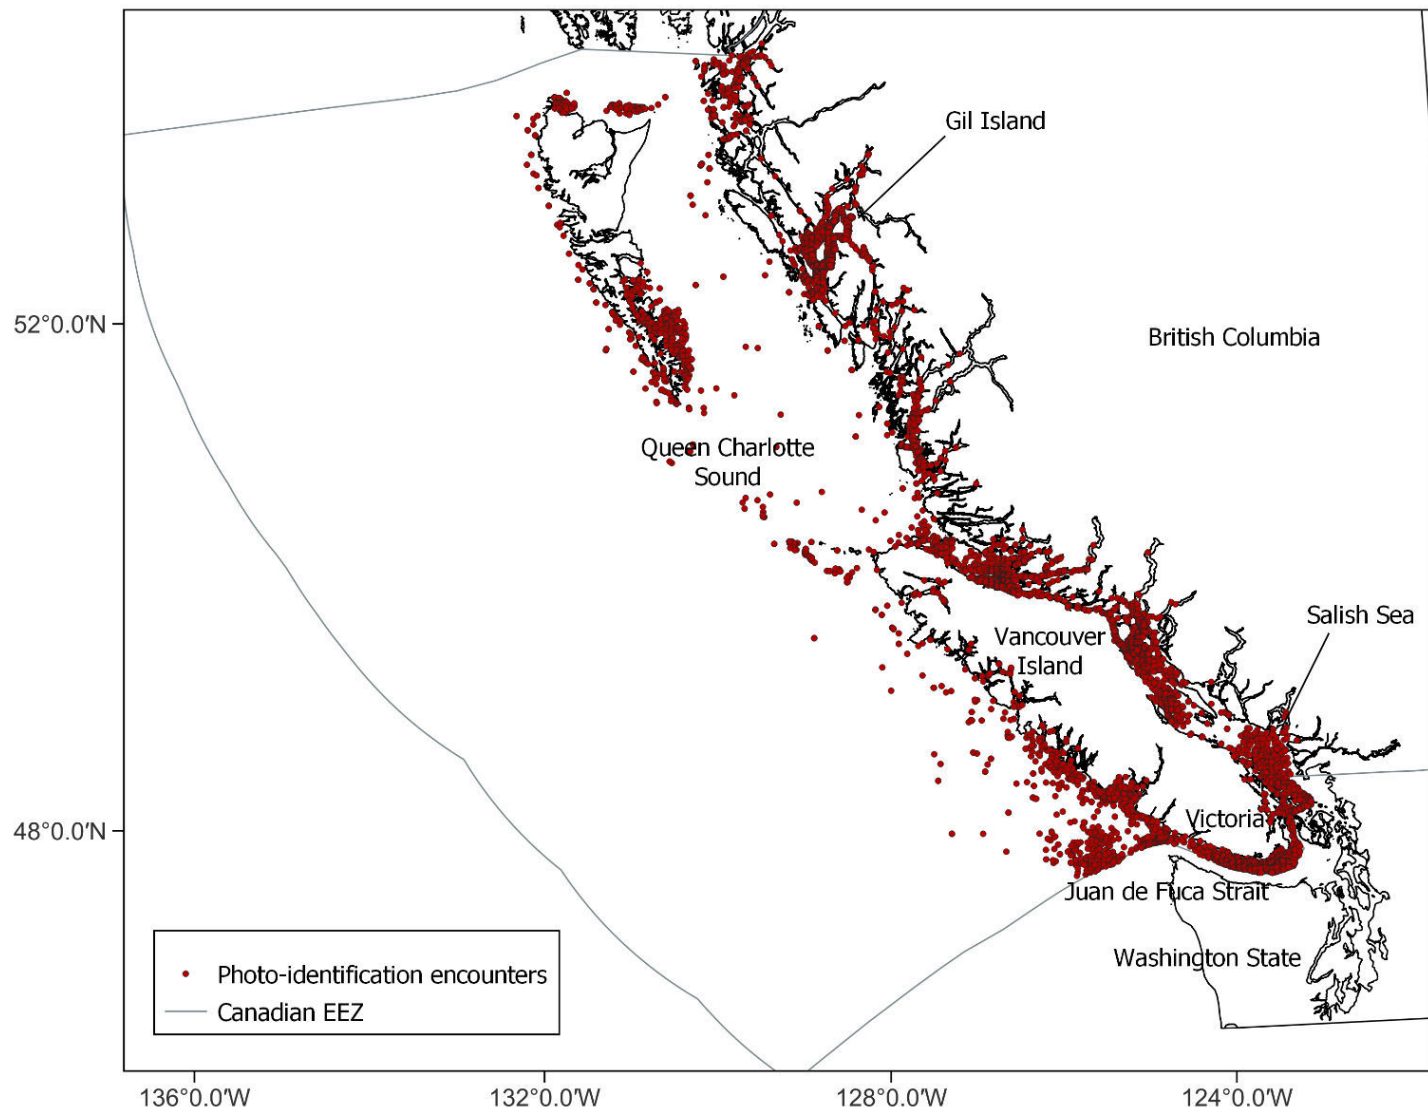 Gil Island
52°0.0′N
British Columbia
Queen Charlotte
Sound
Salish Sea
Vancouver
Island
48°0.0′N
Victoria
Juan de Fuca Strait
Washington State
Photo-identification encounters
Canadian EEZ
136°0.0′W
132°0.0′W
128°0.0′W
124°0.0′W